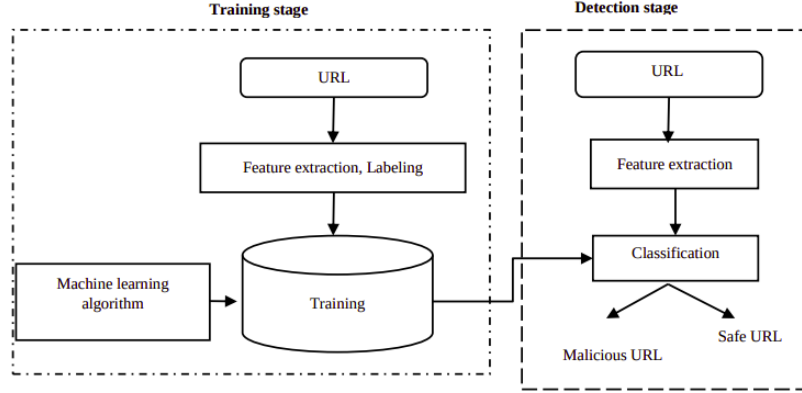 Training stage
URL
Feature extraction, Labeling
Machine learning
algorithm
Training
Detection stage
URL
Feature extraction
Classification
Malicious URL
Safe URL